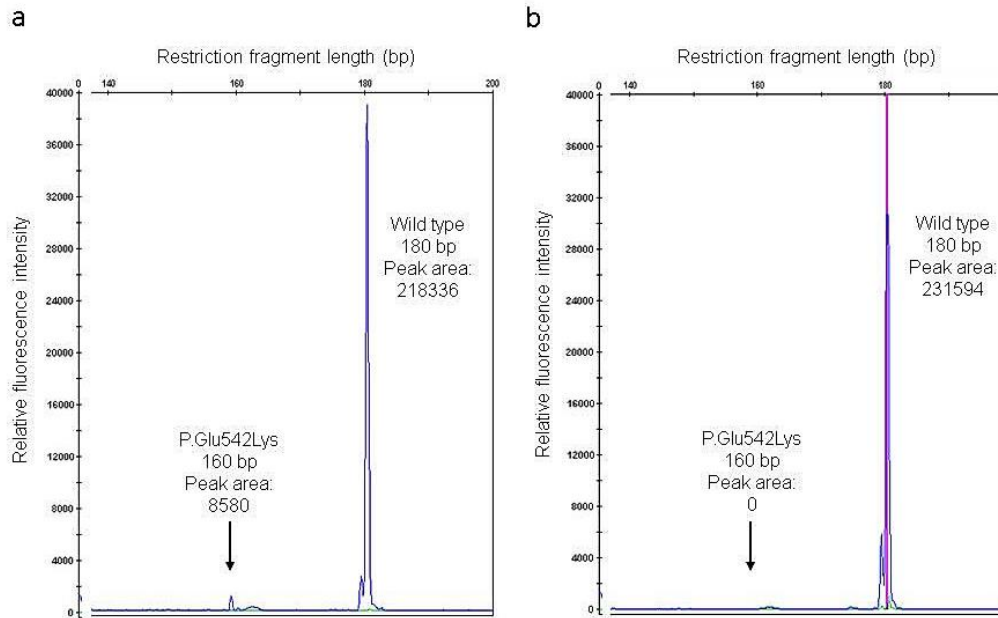 a
Restriction fragment length (bp)
0 140 160 180 200
Relative fluorescence intensity
40000
36000
32000
28000
24000
20000
16000
12000
8000
4000
0
Wild type
180 bp
Peak area:
218336
P.Glu542Lys
160 bp
Peak area:
8580
b
Restriction fragment length (bp)
0 140 160 180
Relative fluorescence intensity
40000
36000
32000
28000
24000
20000
16000
12000
8000
4000
0
Wild type
180 bp
Peak area:
231594
P.Glu542Lys
160 bp
Peak area:
0